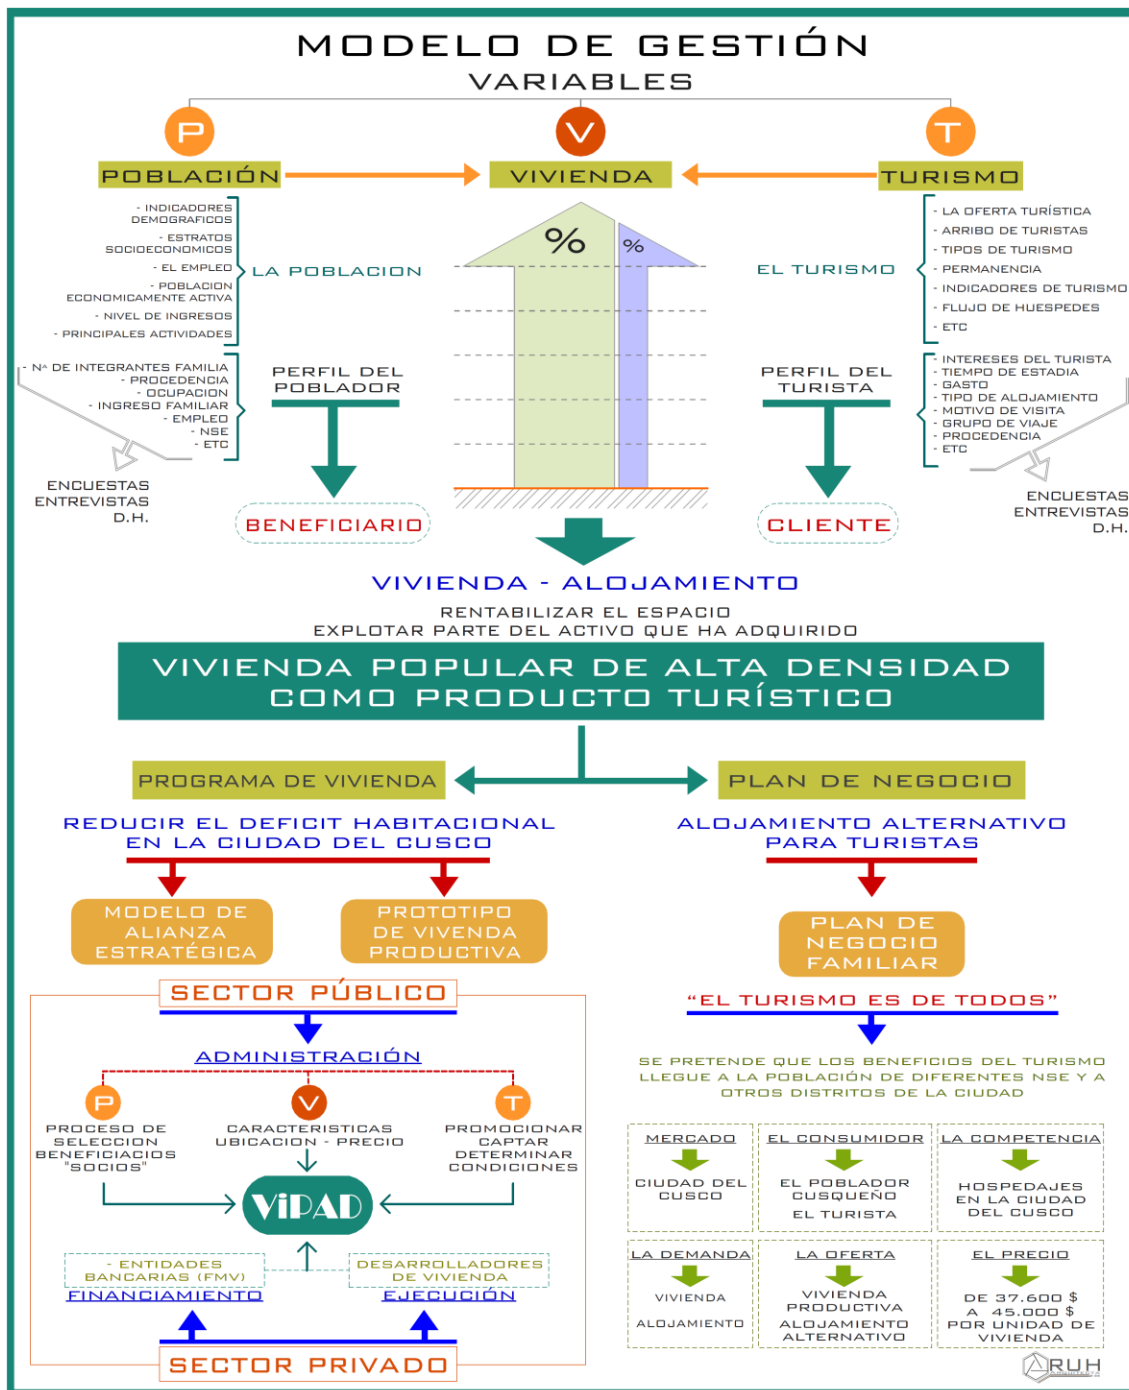 MODELO DE GESTIÓN
VARIABLES
P
V
T
POBLACIÓN
VIVIENDA
TURISMO
- INDICADORES
DEMOGRAFICOS
- ESTRATOS
SOCIOECONOMICOS
- EL EMPLEO
- POBLACION
ECONOMICAMENTE ACTIVA
- NIVEL DE INGRESOS
- PRINCIPALES ACTIVIDADES
LA POBLACION
%
%
EL TURISMO
- LA OFERTA TURÍSTICA
- ARRIBO DE TURISTAS
- TIPOS DE TURISMO
- PERMANENCIA
- INDICADORES DE TURISMO
- FLUJO DE HUESPEDES
- ETC
- Nº DE INTEGRANTES FAMILIA
- PROCEDENCIA
- OCUPACION
- INGRESO FAMILIAR
- EMPLEO
- NSE
- ETC
PERFIL DEL
POBLADOR
PERFIL DEL
TURISTA
- INTERESES DEL TURISTA
- TIEMPO DE ESTADIA
- GASTO
- TIPO DE ALOJAMIENTO
- MOTIVO DE VISITA
- GRUPO DE VIAJE
- PROCEDENCIA
- ETC
ENCUESTAS
ENTREVISTAS
D.H.
BENEFICIARIO
CLIENTE
ENCUESTAS
ENTREVISTAS
D.H.
VIVIENDA - ALOJAMIENTO
RENTABILIZAR EL ESPACIO
EXPLOTAR PARTE DEL ACTIVO QUE HA ADQUIRIDO
VIVIENDA POPULAR DE ALTA DENSIDAD
COMO PRODUCTO TURÍSTICO
PROGRAMA DE VIVIENDA
PLAN DE NEGOCIO
REDUCIR EL DEFICIT HABITACIONAL
EN LA CIUDAD DEL CUSCO
ALOJAMIENTO ALTERNATIVO
PARA TURISTAS
MODELO DE
ALIANZA
ESTRATÉGICA
PROTOTIPO
DE VIVENDA
PRODUCTIVA
PLAN DE
NEGOCIO
FAMILIAR
SECTOR PÚBLICO
"EL TURISMO ES DE TODOS"
ADMINISTRACIÓN
SE PRETENDE QUE LOS BENEFICIOS DEL TURISMO
LLEGUE A LA POBLACIÓN DE DIFERENTES NSE Y A
OTROS DISTRITOS DE LA CIUDAD
P
V
T
PROCESO DE
SELECCION
BENEFICIACIOS
"SOCIOS"
CARACTERISTICAS
UBICACION - PRECIO
PROMOCIONAR
CAPTAR
DETERMINAR
CONDICIONES
ViPAD
MERCADO
CIUDAD DEL
CUSCO
EL CONSUMIDOR
EL POBLADOR
CUSQUEÑO
EL TURISTA
LA COMPETENCIA
HOSPEDAJES
EN LA CIUDAD
DEL CUSCO
- ENTIDADES
BANCARIAS (FMV)
DESARROLLADORES
DE VIVIENDA
FINANCIAMIENTO
EJECUCIÓN
SECTOR PRIVADO
LA DEMANDA
VIVIENDA
ALOJAMIENTO
LA OFERTA
VIVIENDA
PRODUCTIVA
ALOJAMIENTO
ALTERNATIVO
EL PRECIO
DE 37.600 $
A 45.000 $
POR UNIDAD DE
VIVIENDA
ARUH